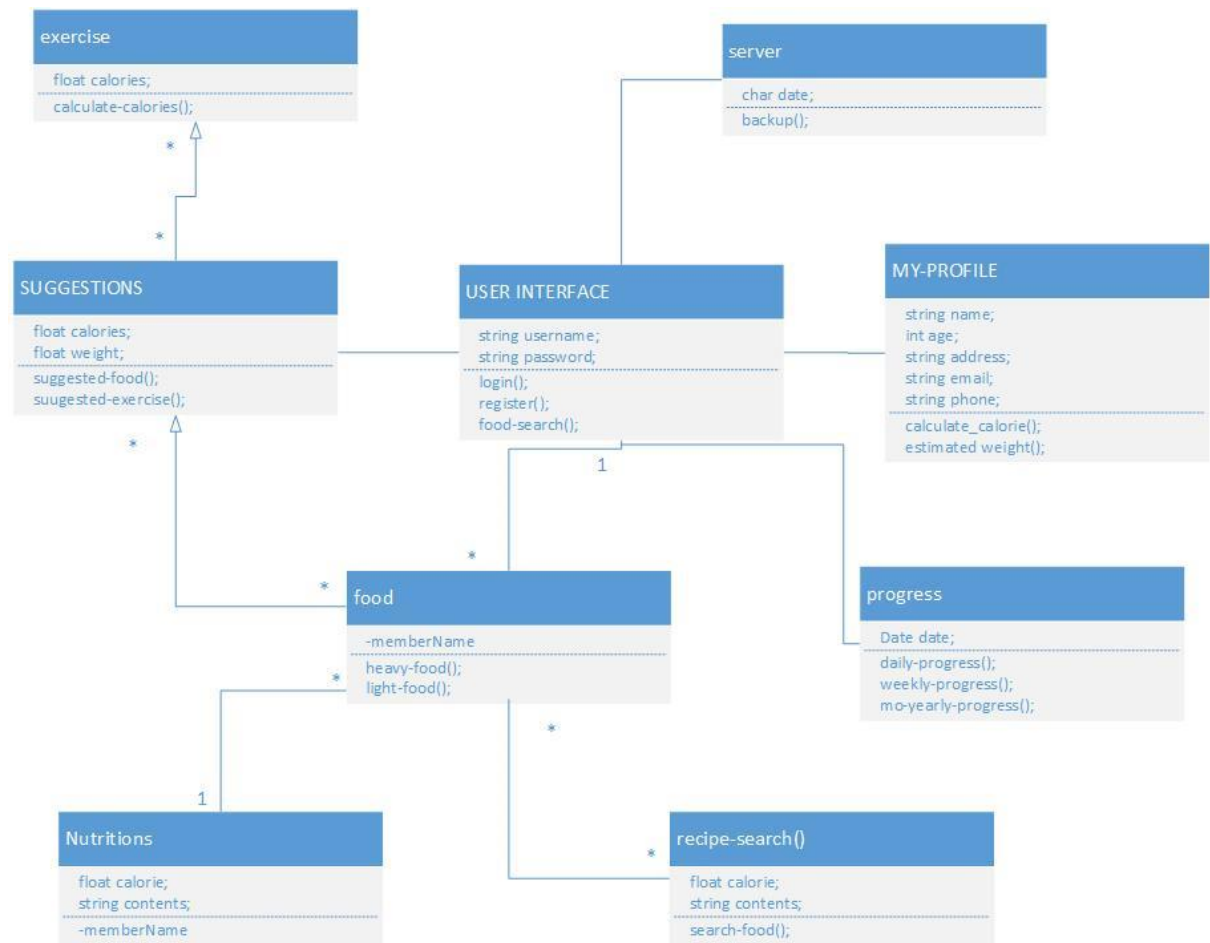 exercise
float calories;
calculate-calories();
*
*
server
char date;
backup();
SUGGESTIONS
float calories;
float weight;
suggested-food();
suugested-exercise();
*
*
USER INTERFACE
string username;
string password;
login();
register();
food-search();
1
*
MY-PROFILE
string name;
int age;
string address;
string email;
string phone;
calculate_calorie();
estimated weight();
food
-memberName
heavy-food();
light-food();
*
*
progress
Date date;
daily-progress();
weekly-progress();
mo-yearly-progress();
1
Nutritions
float calorie;
string contents;
-memberName
*
recipe-search()
float calorie;
string contents;
search-food();